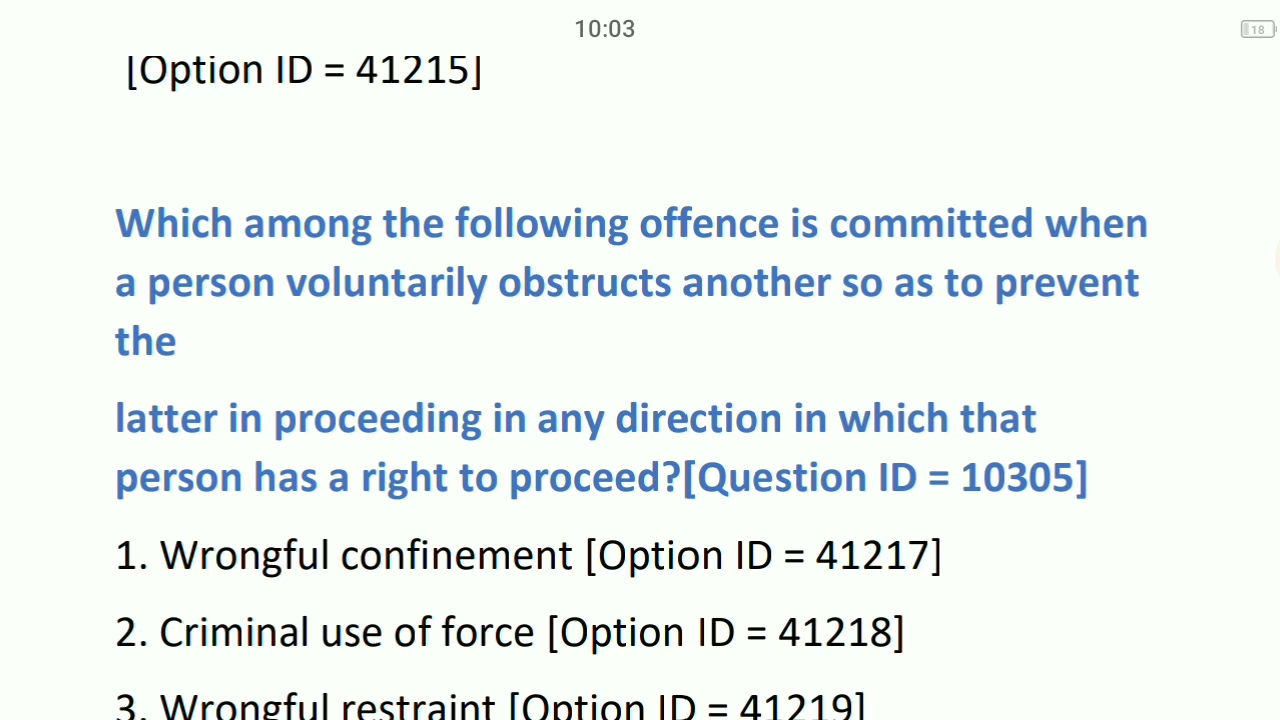 10:03
18
[Option ID = 41215]
Which among the following offence is committed when
a person voluntarily obstructs another so as to prevent
the
latter in proceeding in any direction in which that
person has a right to proceed?[Question ID = 10305]
1. Wrongful confinement [Option ID = 41217]
2. Criminal use of force [Option ID = 41218]
3. Wrongful restraint [Option ID = 41219]